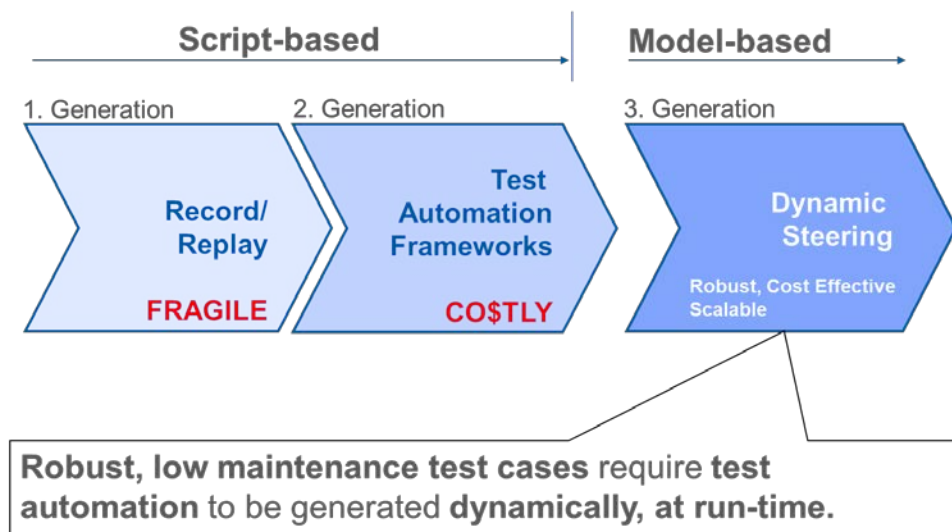 Script-based
Model-based
1. Generation
2. Generation
3. Generation
Record/
Replay
FRAGILE
Test
Automation
Frameworks
CO$TLY
Dynamic
Steering
Robust, Cost Effective
Scalable
Robust, low maintenance test cases require test
automation to be generated dynamically, at run-time.